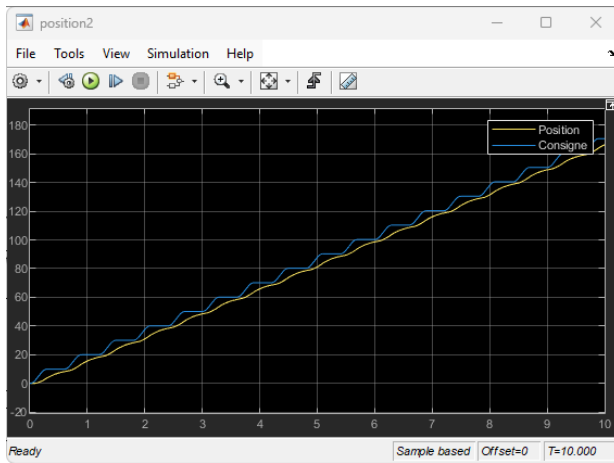 position2
File Tools View Simulation Help
Position
Consigne
180
160
140
120
100
80
60
40
20
0
-20
0 1 2 3 4 5 6 7 8 9 10
Ready Sample based Offset=0 T=10.000